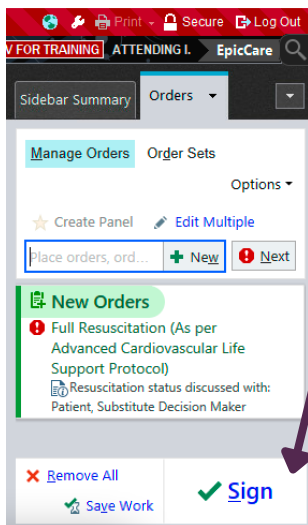 Print Secure Log Out
V FOR TRAINING ATTENDING I. EpicCare
Sidebar Summary Orders
Manage Orders Order Sets
Options
Create Panel Edit Multiple
Place orders, ord... New Next
New Orders
Full Resuscitation (As per
Advanced Cardiovascular Life
Support Protocol)
Resuscitation status discussed with:
Patient, Substitute Decision Maker
Remove All
Save Work
Sign